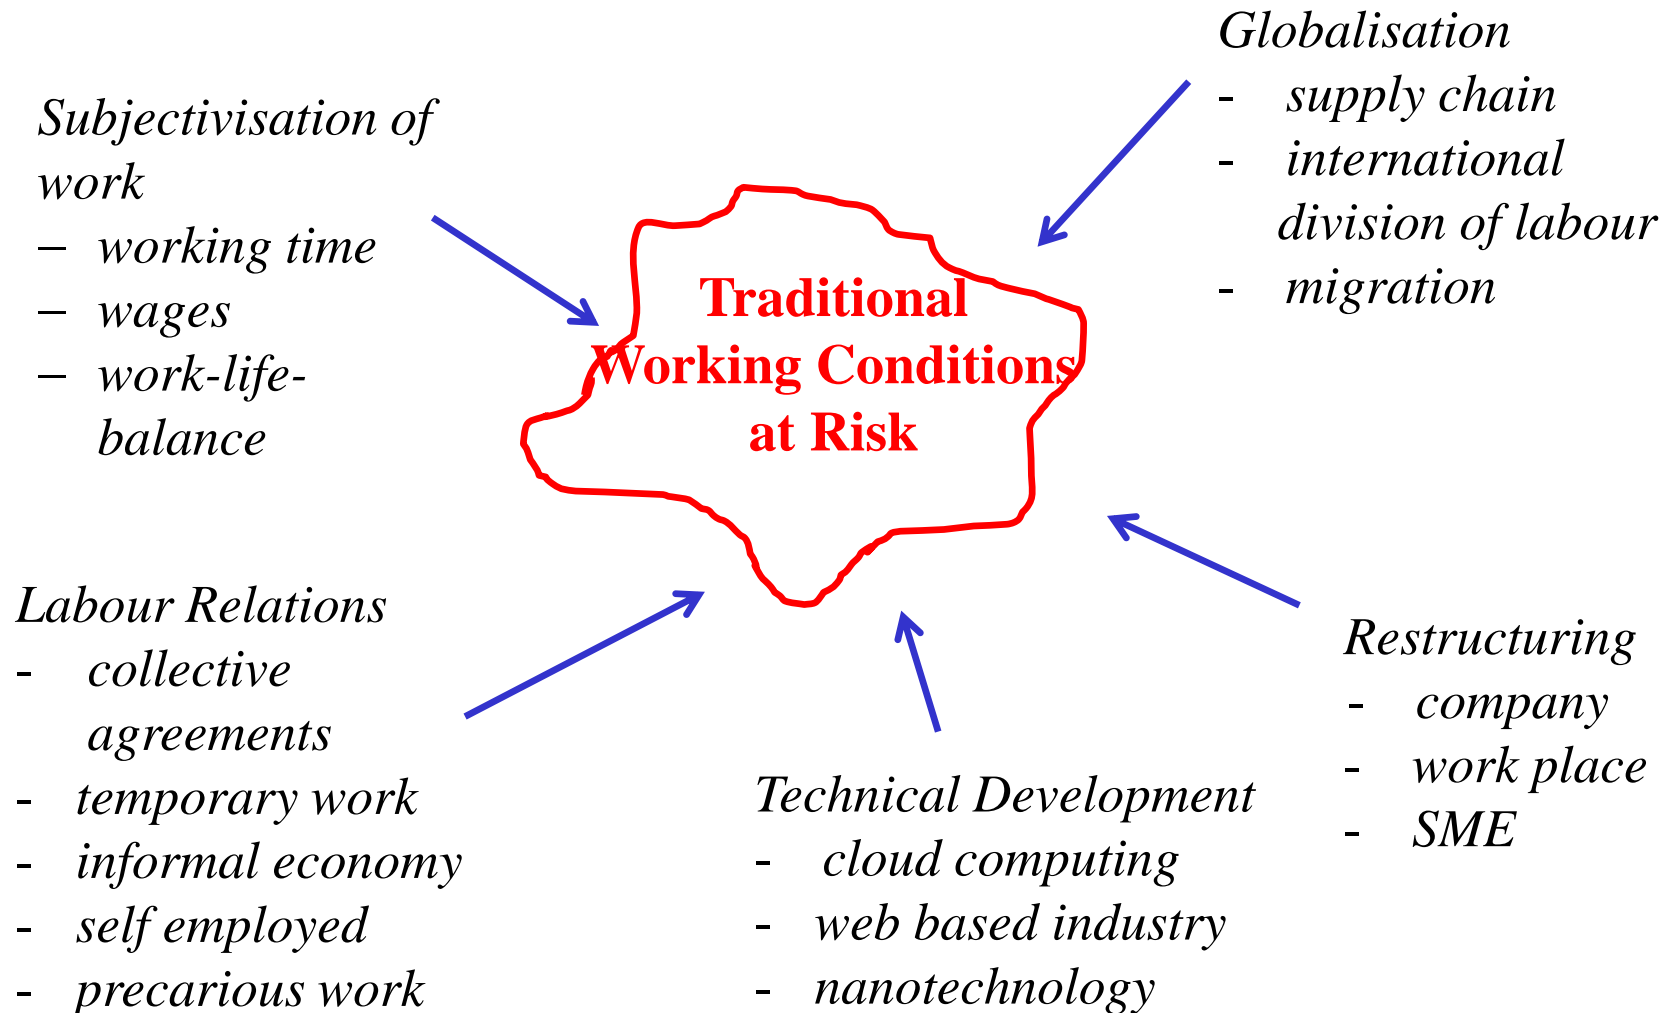 Globalisation
- supply chain
- international
division of labour
- migration
Subjectivisation of
work
– working time
– wages
– work-life-
balance
Traditional
Working Conditions
at Risk
Labour Relations
- collective
agreements
- temporary work
- informal economy
- self employed
- precarious work
Technical Development
- cloud computing
- web based industry
- nanotechnology
Restructuring
- company
- work place
- SME